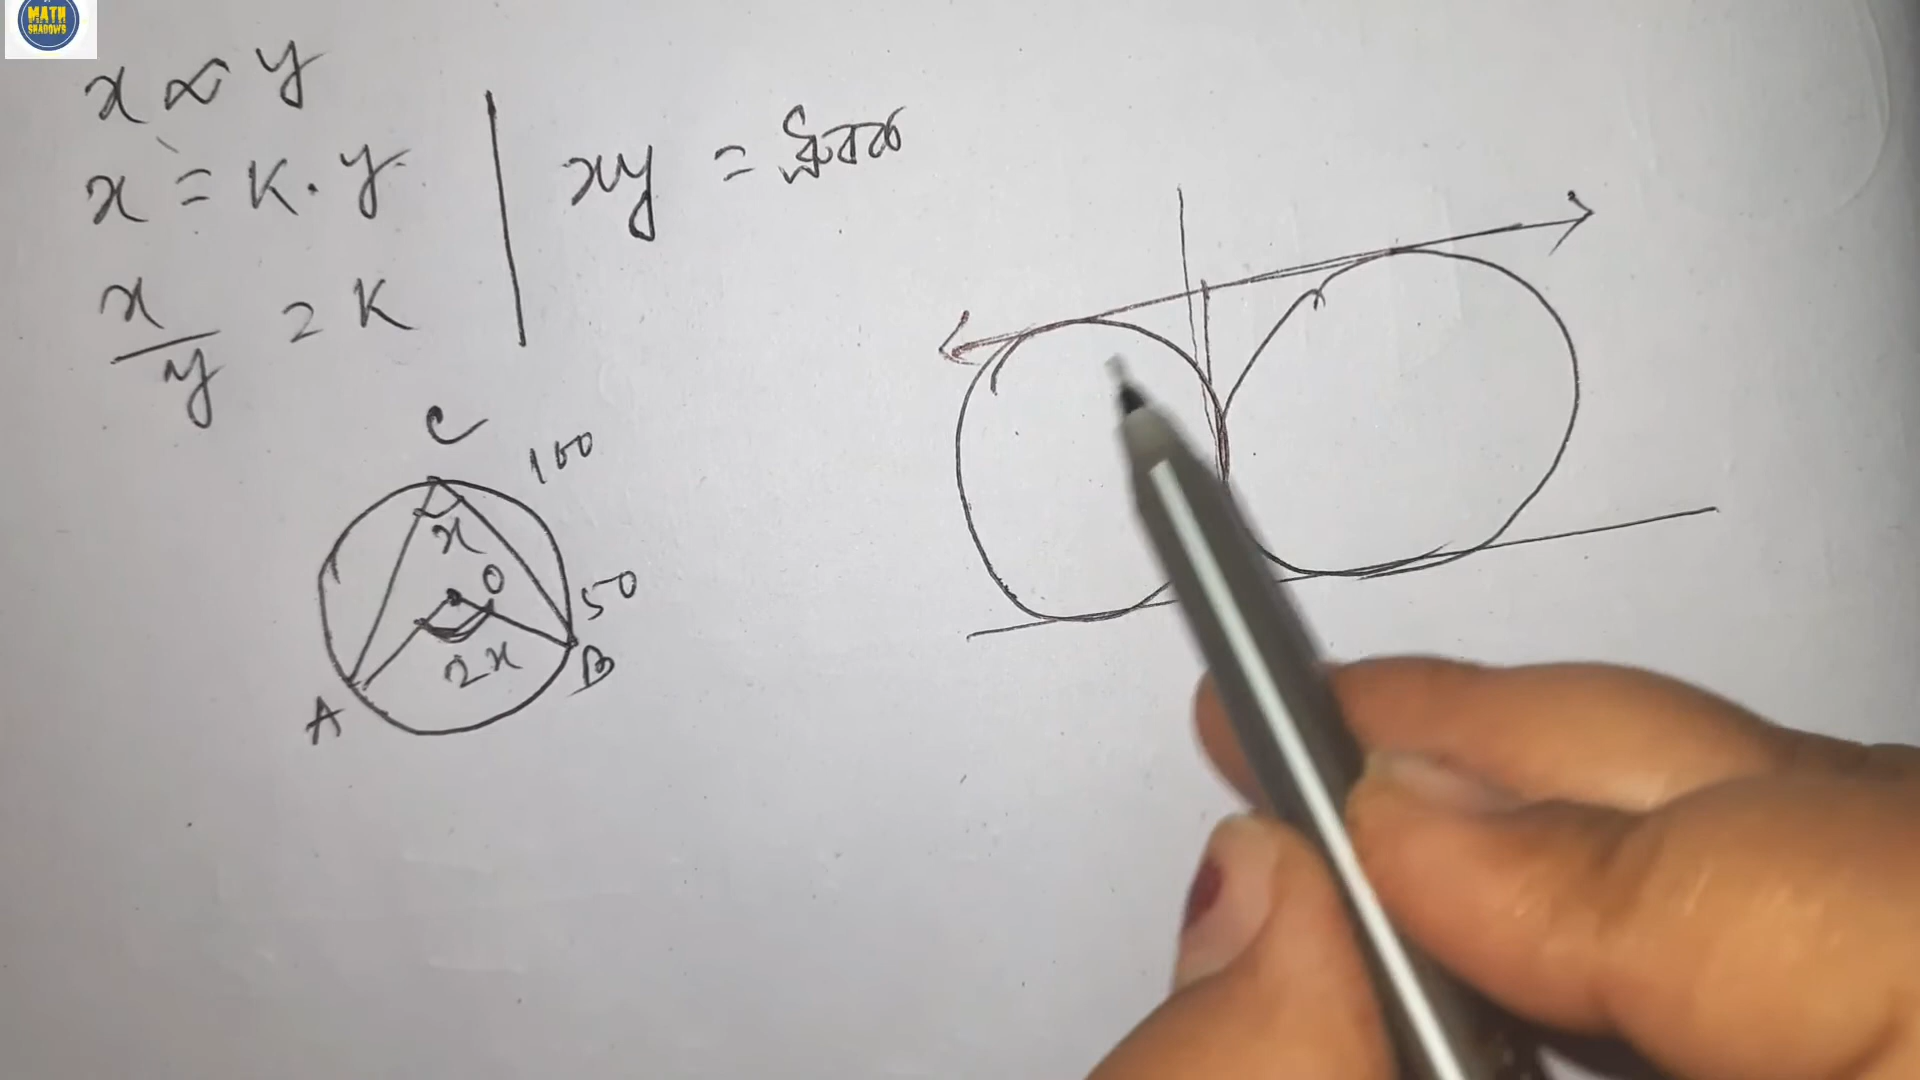 MATH
SHADOWS
x ∝ y
x = K · y
x/y = K
xy = ধ্রুবক
C
100
x
O
50
2x
B
A